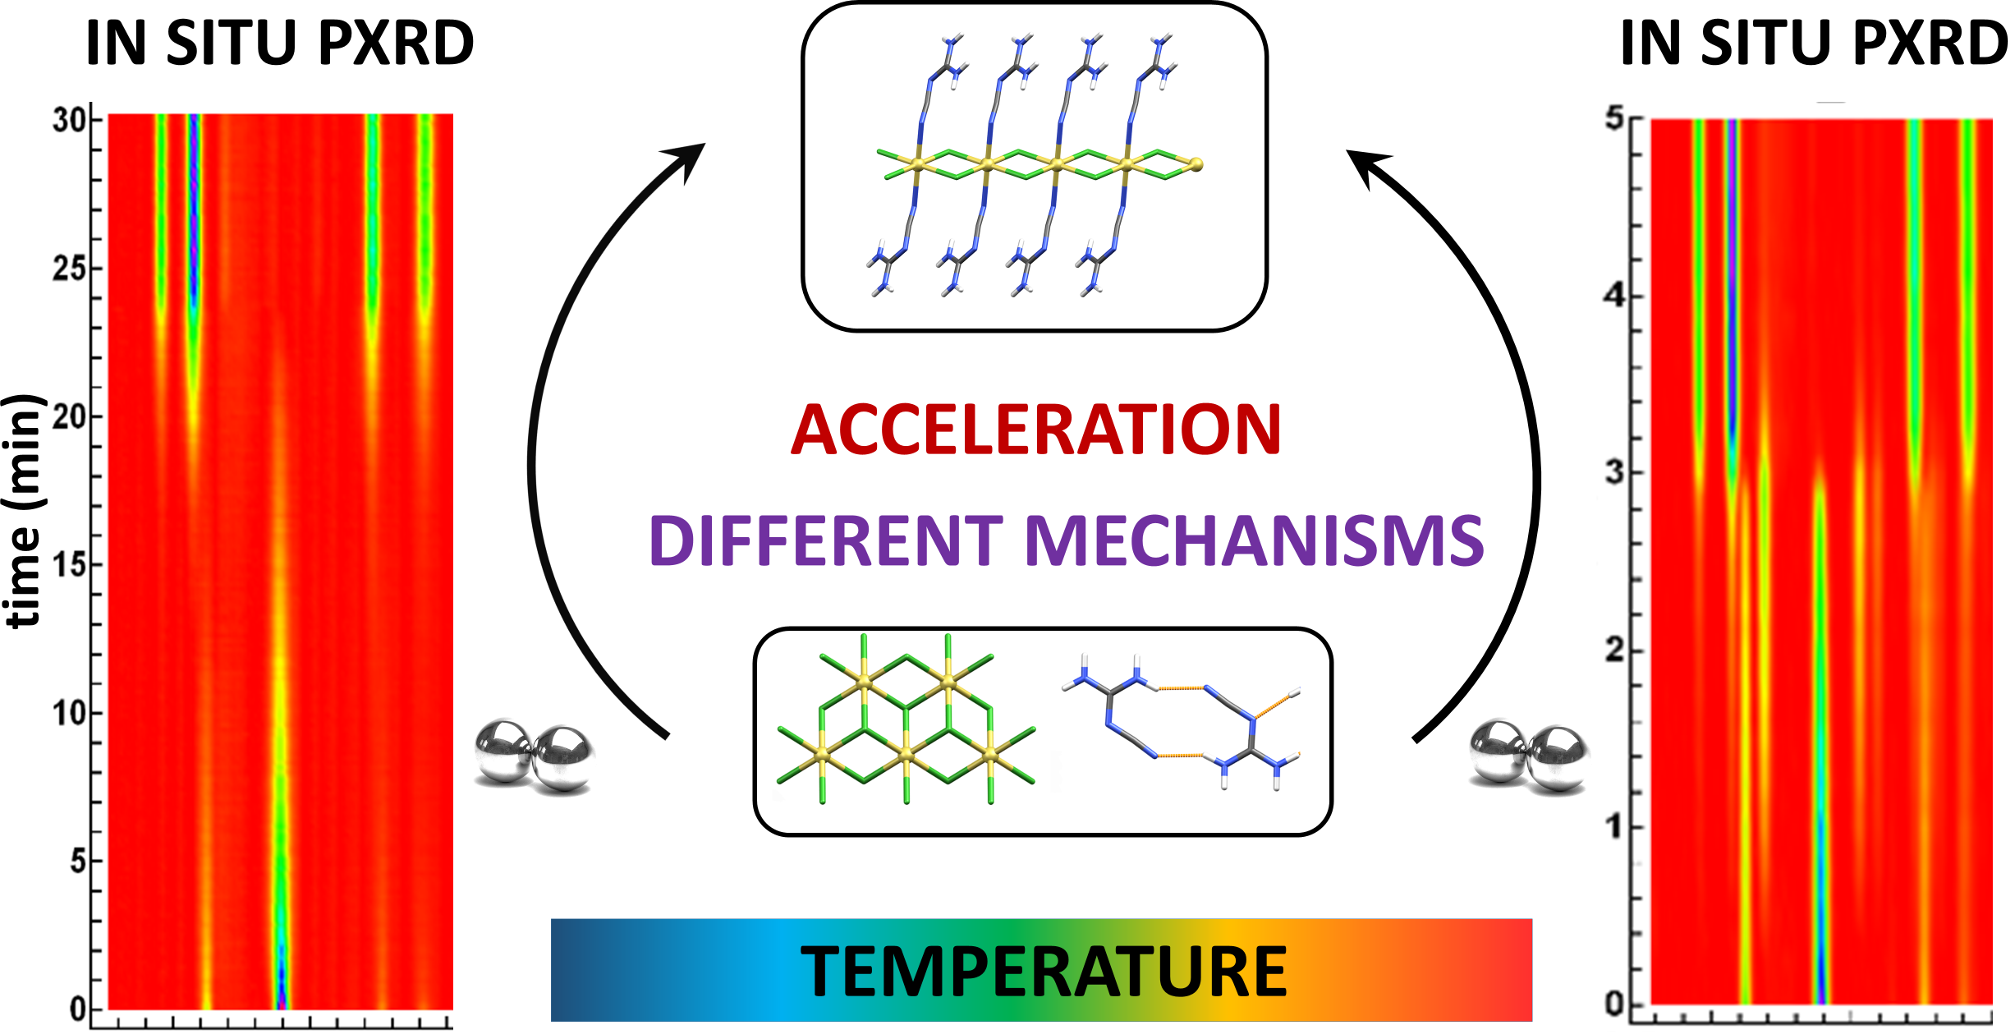 IN SITU PXRD
IN SITU PXRD
time (min)
30
25
20
15
10
5
0
ACCELERATION
DIFFERENT MECHANISMS
TEMPERATURE
5
4
3
2
1
0